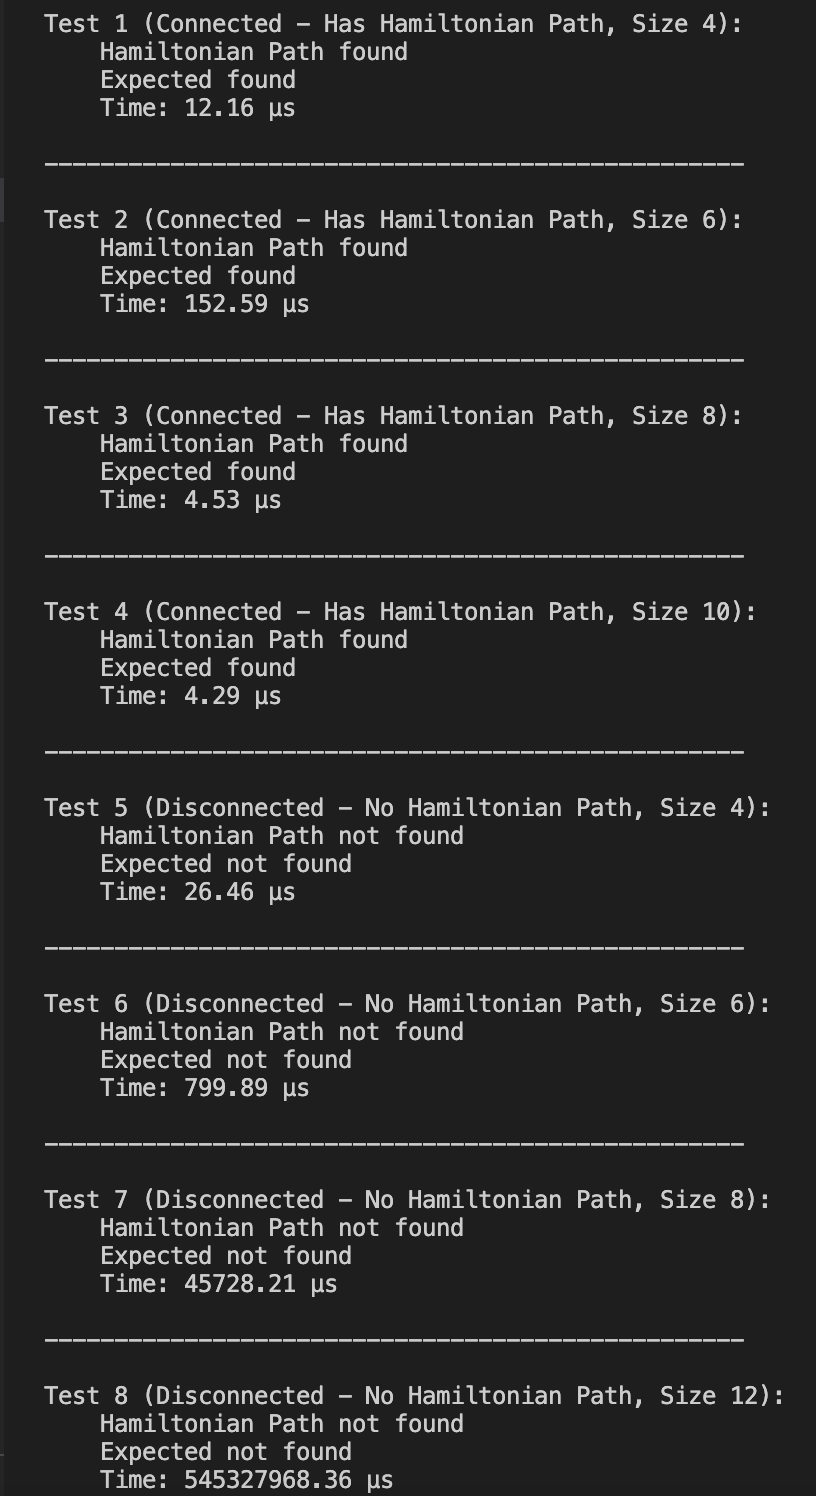 Test 1 (Connected – Has Hamiltonian Path, Size 4):
Hamiltonian Path found
Expected found
Time: 12.16 µs
--------------------------------------------------
Test 2 (Connected – Has Hamiltonian Path, Size 6):
Hamiltonian Path found
Expected found
Time: 152.59 µs
--------------------------------------------------
Test 3 (Connected – Has Hamiltonian Path, Size 8):
Hamiltonian Path found
Expected found
Time: 4.53 µs
--------------------------------------------------
Test 4 (Connected – Has Hamiltonian Path, Size 10):
Hamiltonian Path found
Expected found
Time: 4.29 µs
--------------------------------------------------
Test 5 (Disconnected – No Hamiltonian Path, Size 4):
Hamiltonian Path not found
Expected not found
Time: 26.46 µs
--------------------------------------------------
Test 6 (Disconnected – No Hamiltonian Path, Size 6):
Hamiltonian Path not found
Expected not found
Time: 799.89 µs
--------------------------------------------------
Test 7 (Disconnected – No Hamiltonian Path, Size 8):
Hamiltonian Path not found
Expected not found
Time: 45728.21 µs
--------------------------------------------------
Test 8 (Disconnected – No Hamiltonian Path, Size 12):
Hamiltonian Path not found
Expected not found
Time: 545327968.36 µs